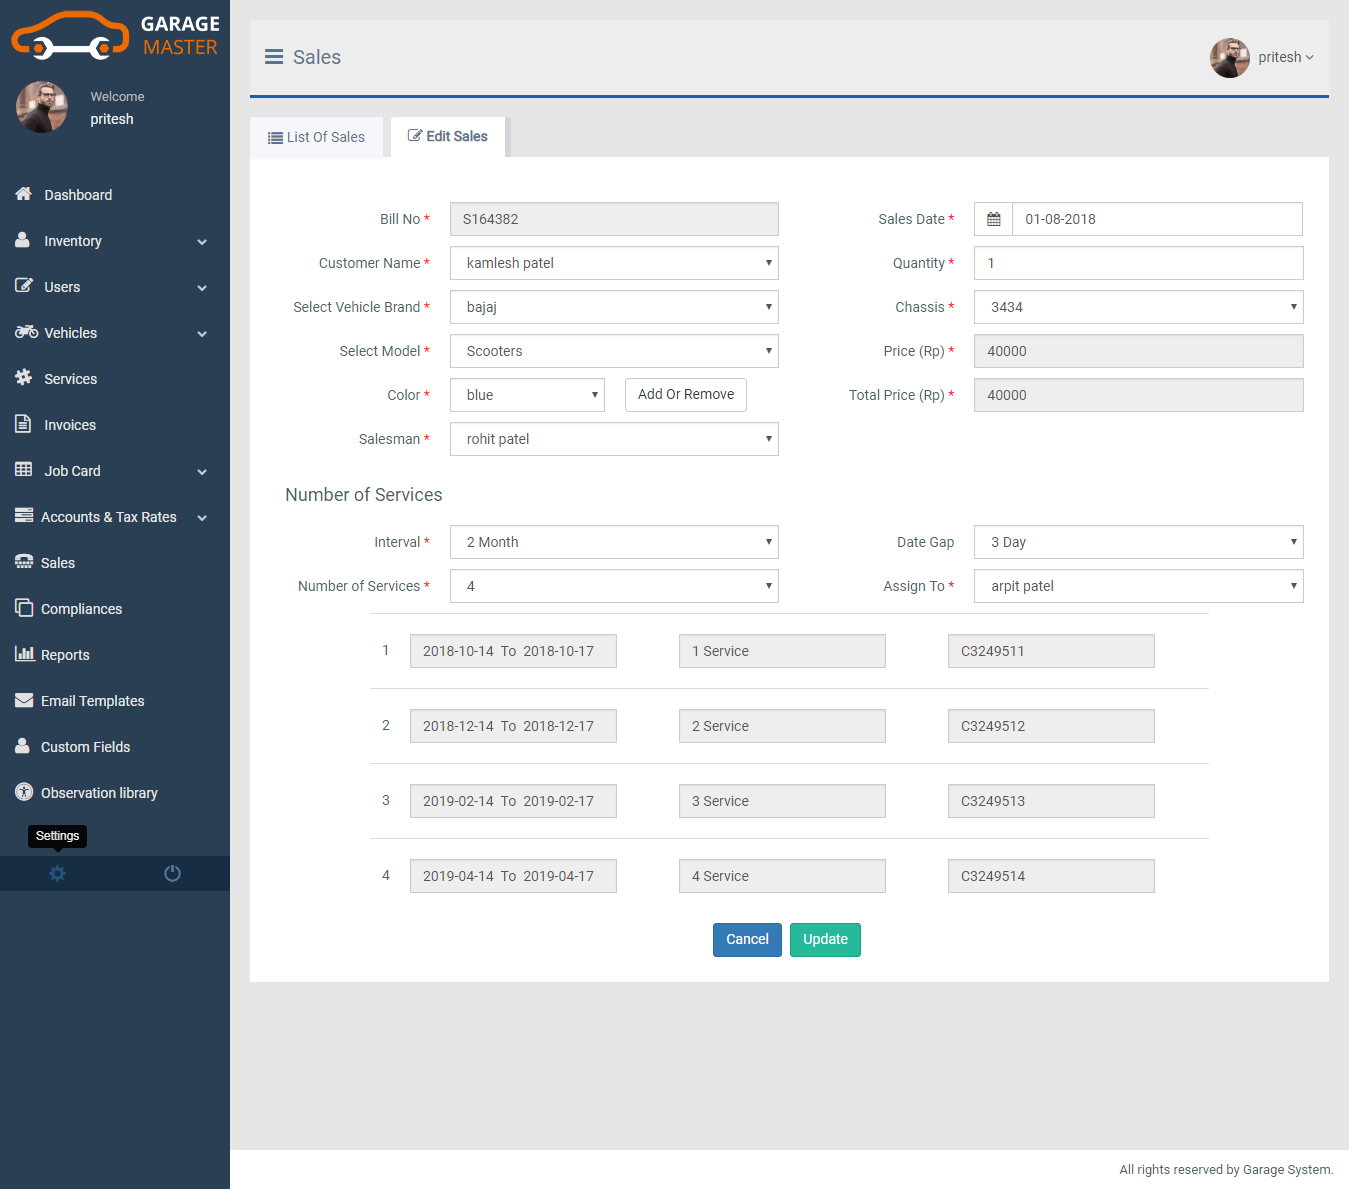 GARAGE
MASTER
Welcome
pritesh
Dashboard
Inventory
Users
Vehicles
Services
Invoices
Job Card
Accounts & Tax Rates
Sales
Compliances
Reports
Email Templates
Custom Fields
Observation library
Settings
Sales
pritesh
List Of Sales
Edit Sales
Bill No * S164382
Sales Date * 01-08-2018
Customer Name * kamlesh patel
Quantity * 1
Select Vehicle Brand * bajaj
Chassis * 3434
Select Model * Scooters
Price (Rp) * 40000
Color * blue Add Or Remove
Total Price (Rp) * 40000
Salesman * rohit patel
Number of Services
Interval * 2 Month
Date Gap 3 Day
Number of Services * 4
Assign To * arpit patel
1 2018-10-14 To 2018-10-17 1 Service C3249511
2 2018-12-14 To 2018-12-17 2 Service C3249512
3 2019-02-14 To 2019-02-17 3 Service C3249513
4 2019-04-14 To 2019-04-17 4 Service C3249514
Cancel Update
All rights reserved by Garage System.